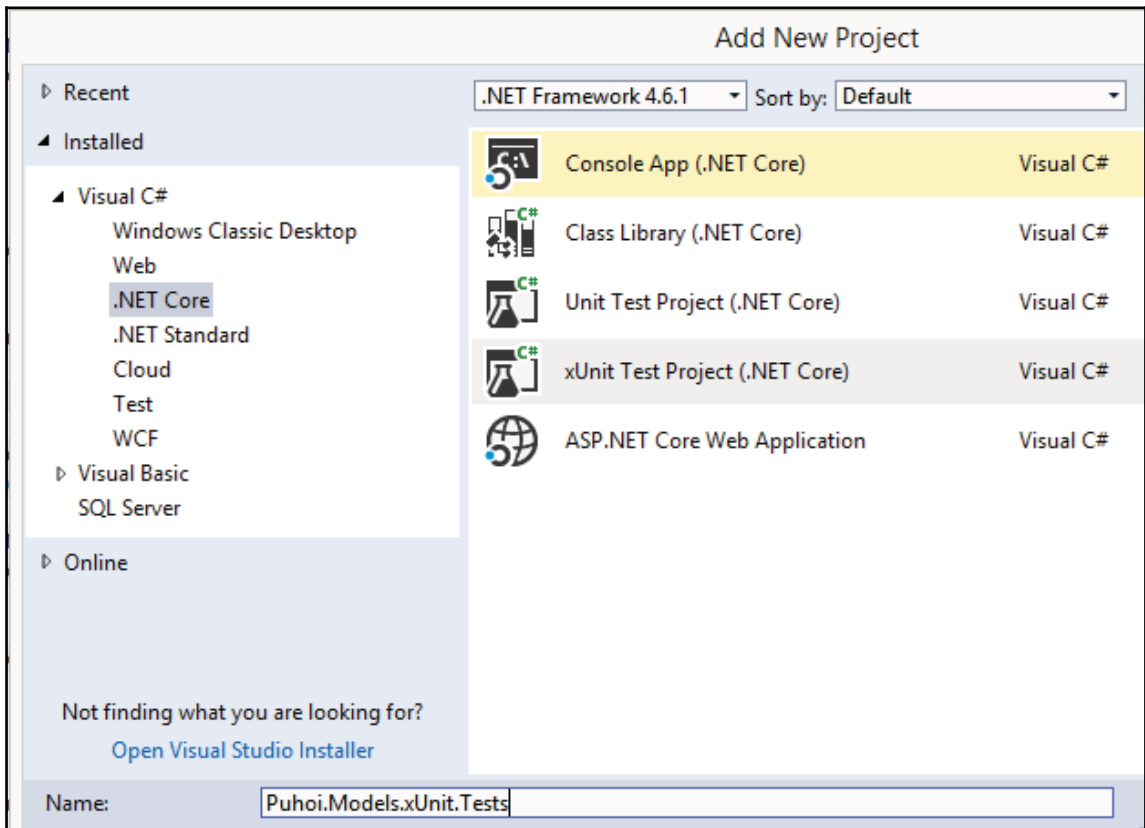 Add New Project
Recent
.NET Framework 4.6.1 Sort by: Default
Installed
Console App (.NET Core) Visual C#
Visual C#
Windows Classic Desktop
Class Library (.NET Core) Visual C#
Web
.NET Core
Unit Test Project (.NET Core) Visual C#
.NET Standard
Cloud
xUnit Test Project (.NET Core) Visual C#
Test
WCF
ASP.NET Core Web Application Visual C#
Visual Basic
SQL Server
Online
Not finding what you are looking for?
Open Visual Studio Installer
Name: Puhoi.Models.xUnit.Tests